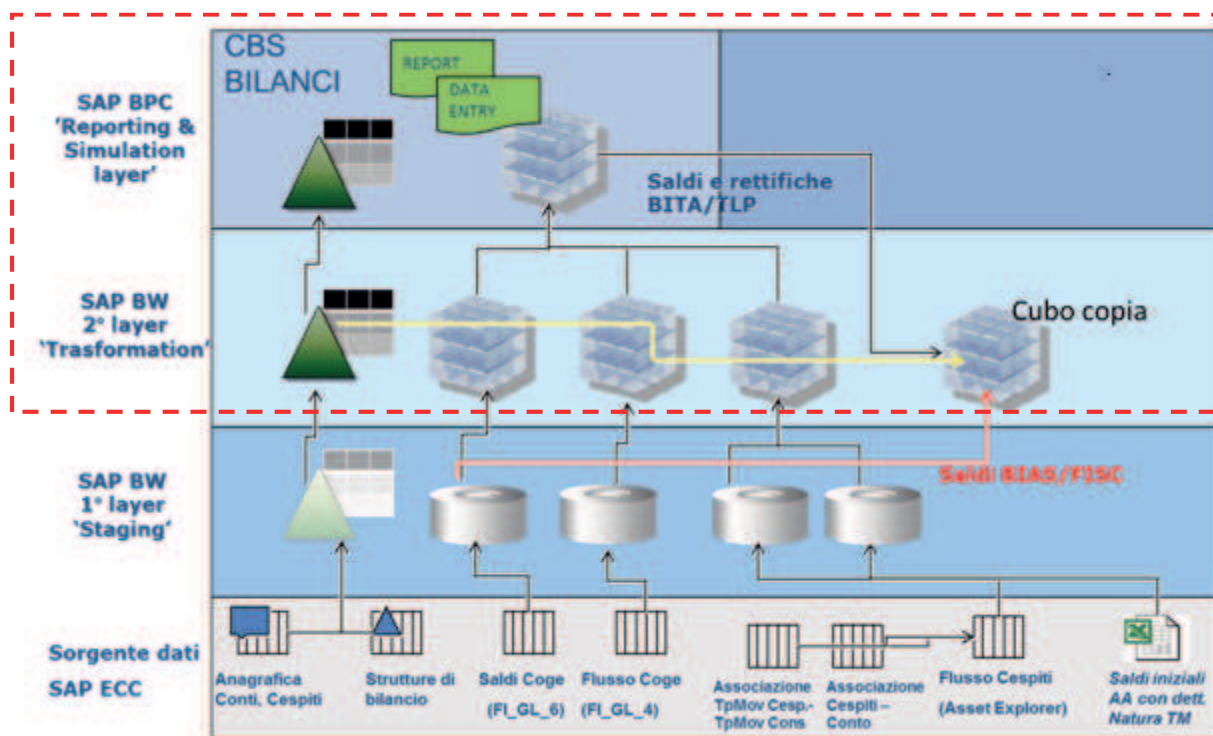 CBS
BILANCI
REPORT
DATA
ENTRY
SAP BPC
'Reporting &
Simulation
layer'
Saldi e rettifiche
BITA/TLP
SAP BW
2° layer
'Trasformation'
Cubo copia
SAP BW
1° layer
'Staging'
Saldi BIAS/FISC
Sorgente dati
SAP ECC
Anagrafica
Conti, Cespiti
Strutture di
bilancio
Saldi Coge
(FI_GL_6)
Flusso Coge
(FI_GL_4)
Associazione
TpMov Cesp.-
TpMov Cons
Associazione
Cespiti –
Conto
Flusso Cespiti
(Asset Explorer)
Saldi iniziali
AA con dett.
Natura TM